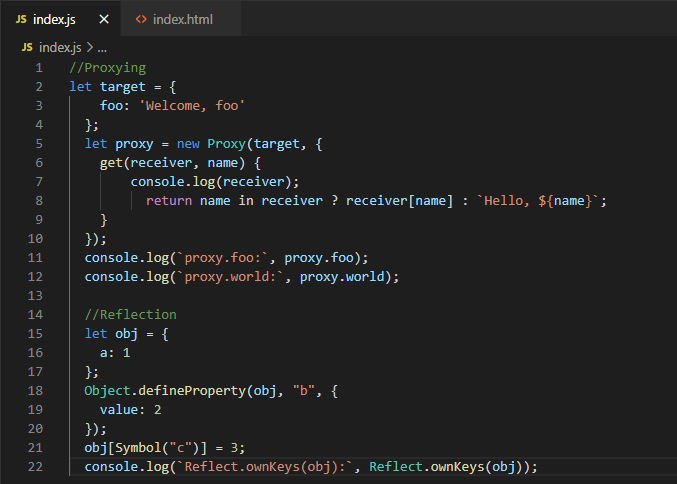 JS index.js × <> index.html
JS index.js > ...
1 //Proxying
2 let target = {
3 foo: 'Welcome, foo'
4 };
5 let proxy = new Proxy(target, {
6 get(receiver, name) {
7 console.log(receiver);
8 return name in receiver ? receiver[name] : `Hello, ${name}`;
9 }
10 });
11 console.log(`proxy.foo:`, proxy.foo);
12 console.log(`proxy.world:`, proxy.world);
13
14 //Reflection
15 let obj = {
16 a: 1
17 };
18 Object.defineProperty(obj, "b", {
19 value: 2
20 });
21 obj[Symbol("c")] = 3;
22 console.log(`Reflect.ownKeys(obj):`, Reflect.ownKeys(obj));